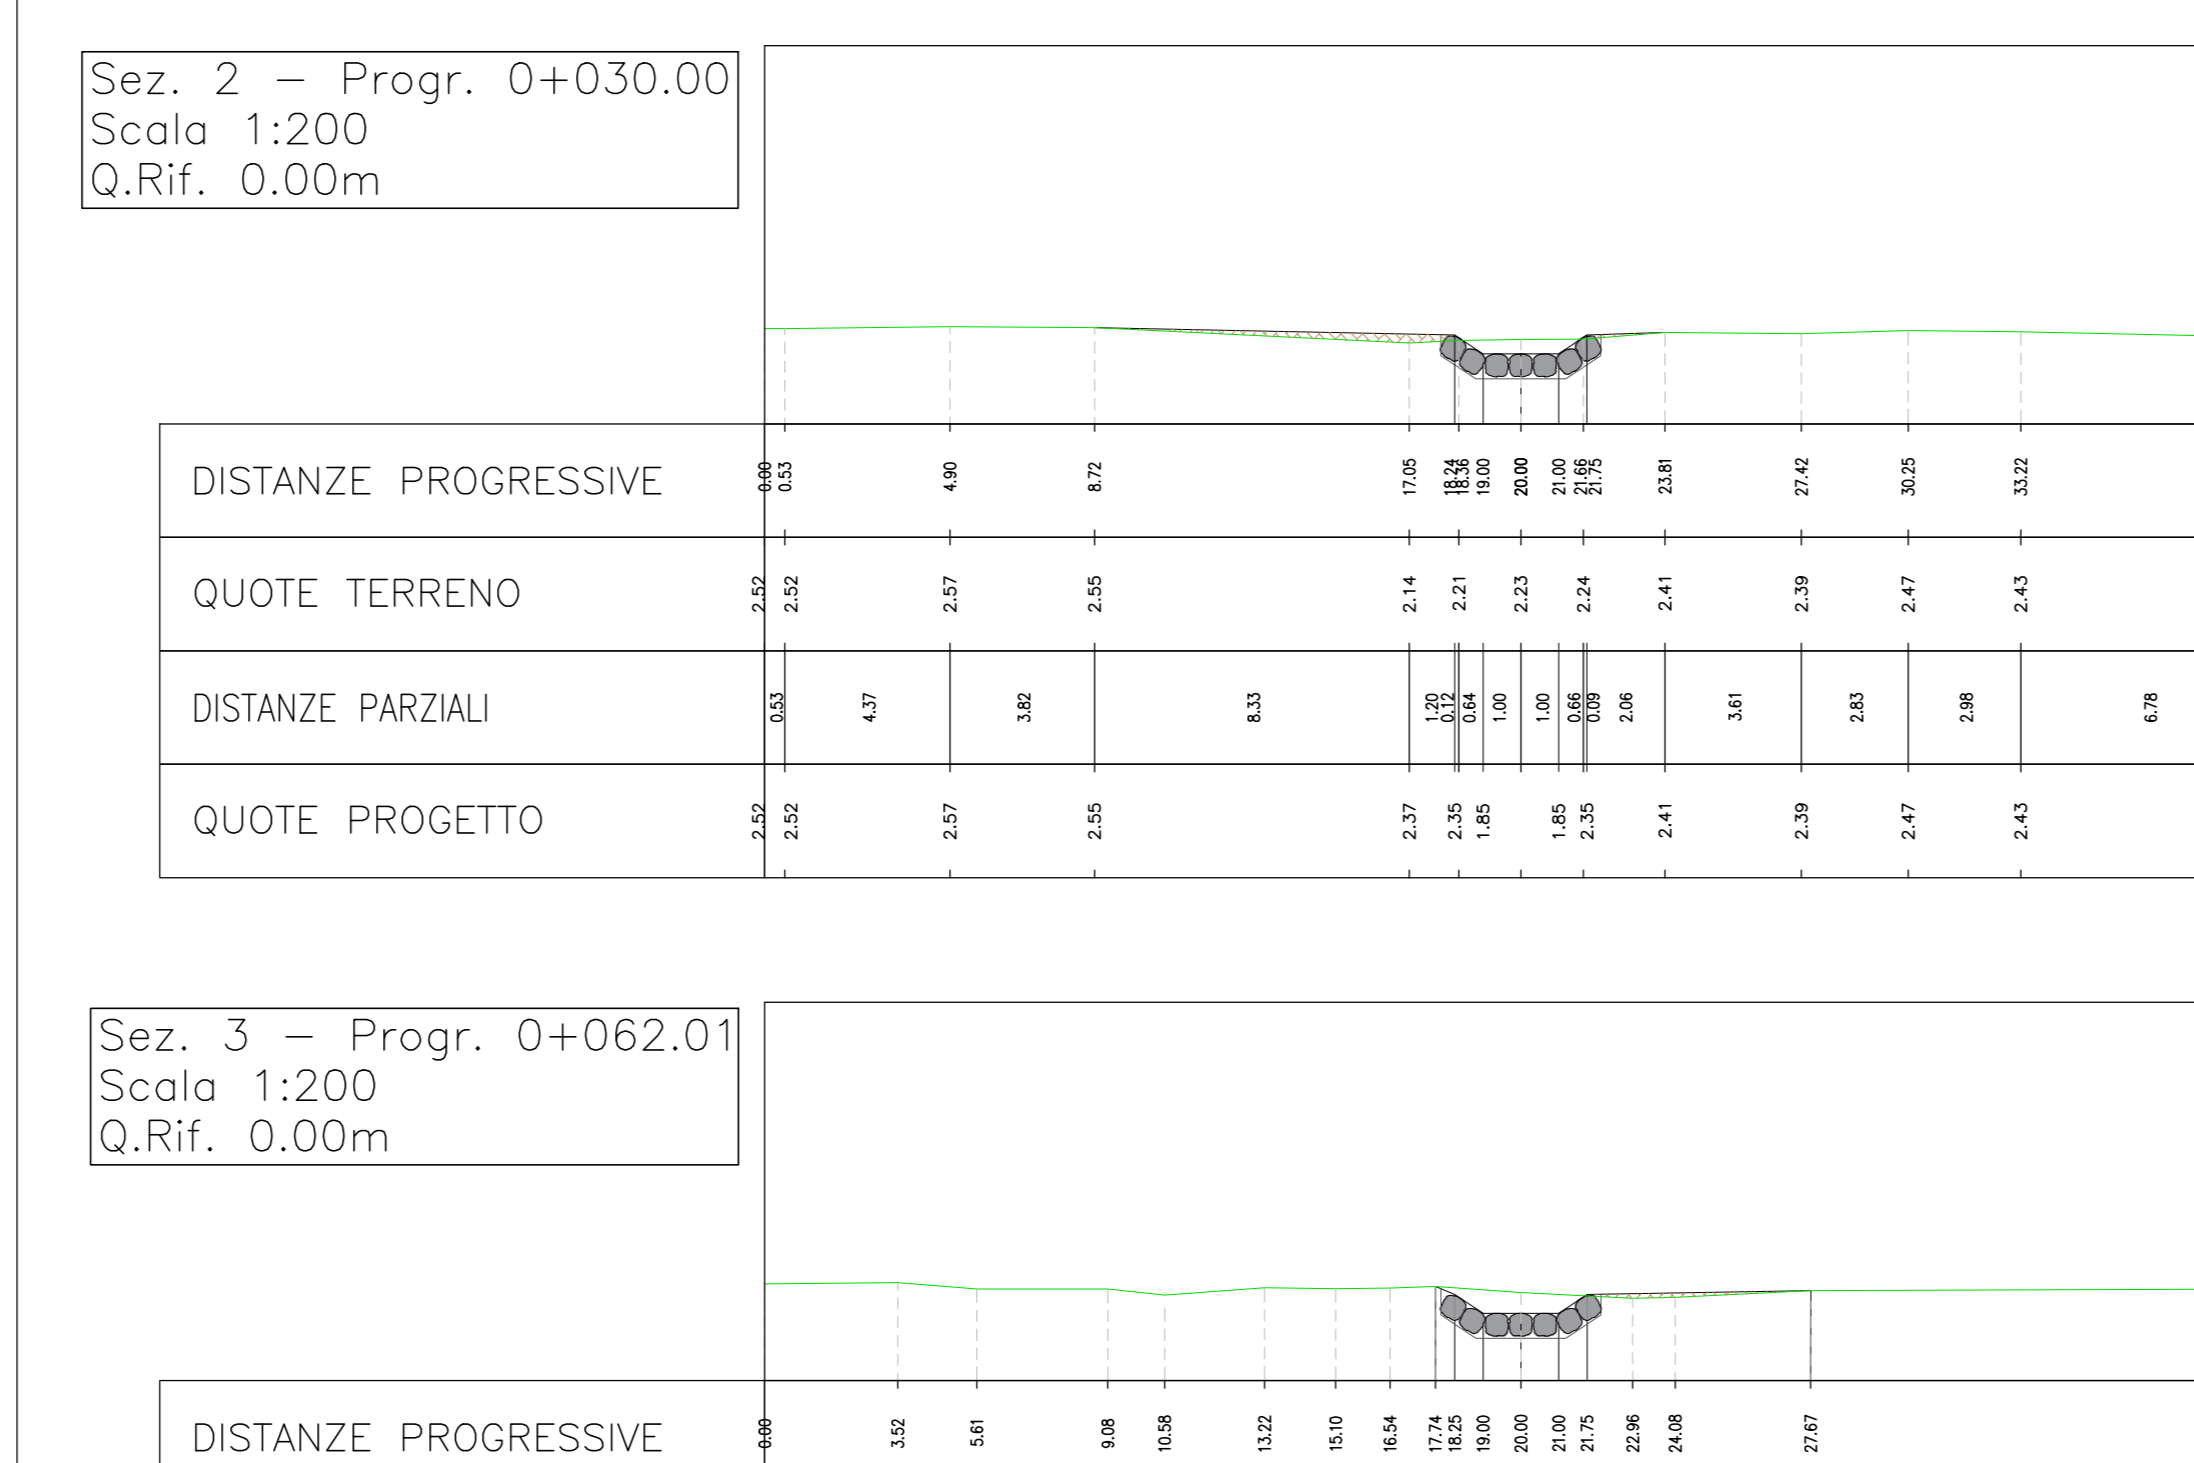 Sez. 2 – Progr. 0+030.00
Scala 1:200
Q.Rif. 0.00m
DISTANZE PROGRESSIVE 0.00 0.53 4.90 8.72 17.05 18.24 18.36 19.00 20.00 21.00 21.66 21.75 23.81 27.42 30.25 33.22
QUOTE TERRENO 2.52 2.52 2.57 2.55 2.14 2.21 2.23 2.24 2.41 2.39 2.47 2.43
DISTANZE PARZIALI 0.53 4.37 3.82 8.33 1.20 0.12 0.64 1.00 1.00 0.66 0.09 2.06 3.61 2.83 2.98 6.78
QUOTE PROGETTO 2.52 2.52 2.57 2.55 2.37 2.35 1.85 1.85 2.35 2.41 2.39 2.47 2.43
Sez. 3 – Progr. 0+062.01
Scala 1:200
Q.Rif. 0.00m
DISTANZE PROGRESSIVE 0.00 3.52 5.61 9.08 10.58 13.22 15.10 16.54 17.74 18.25 19.00 20.00 21.00 21.75 22.96 24.08 27.67